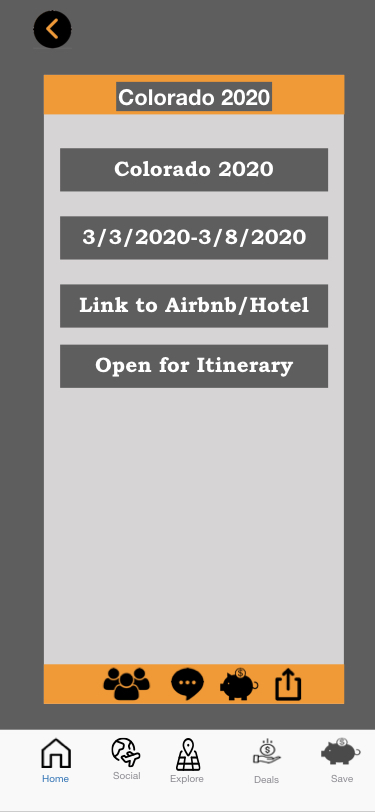 Colorado 2020
Colorado 2020
3/3/2020-3/8/2020
Link to Airbnb/Hotel
Open for Itinerary
Home
Social
Explore
Deals
Save